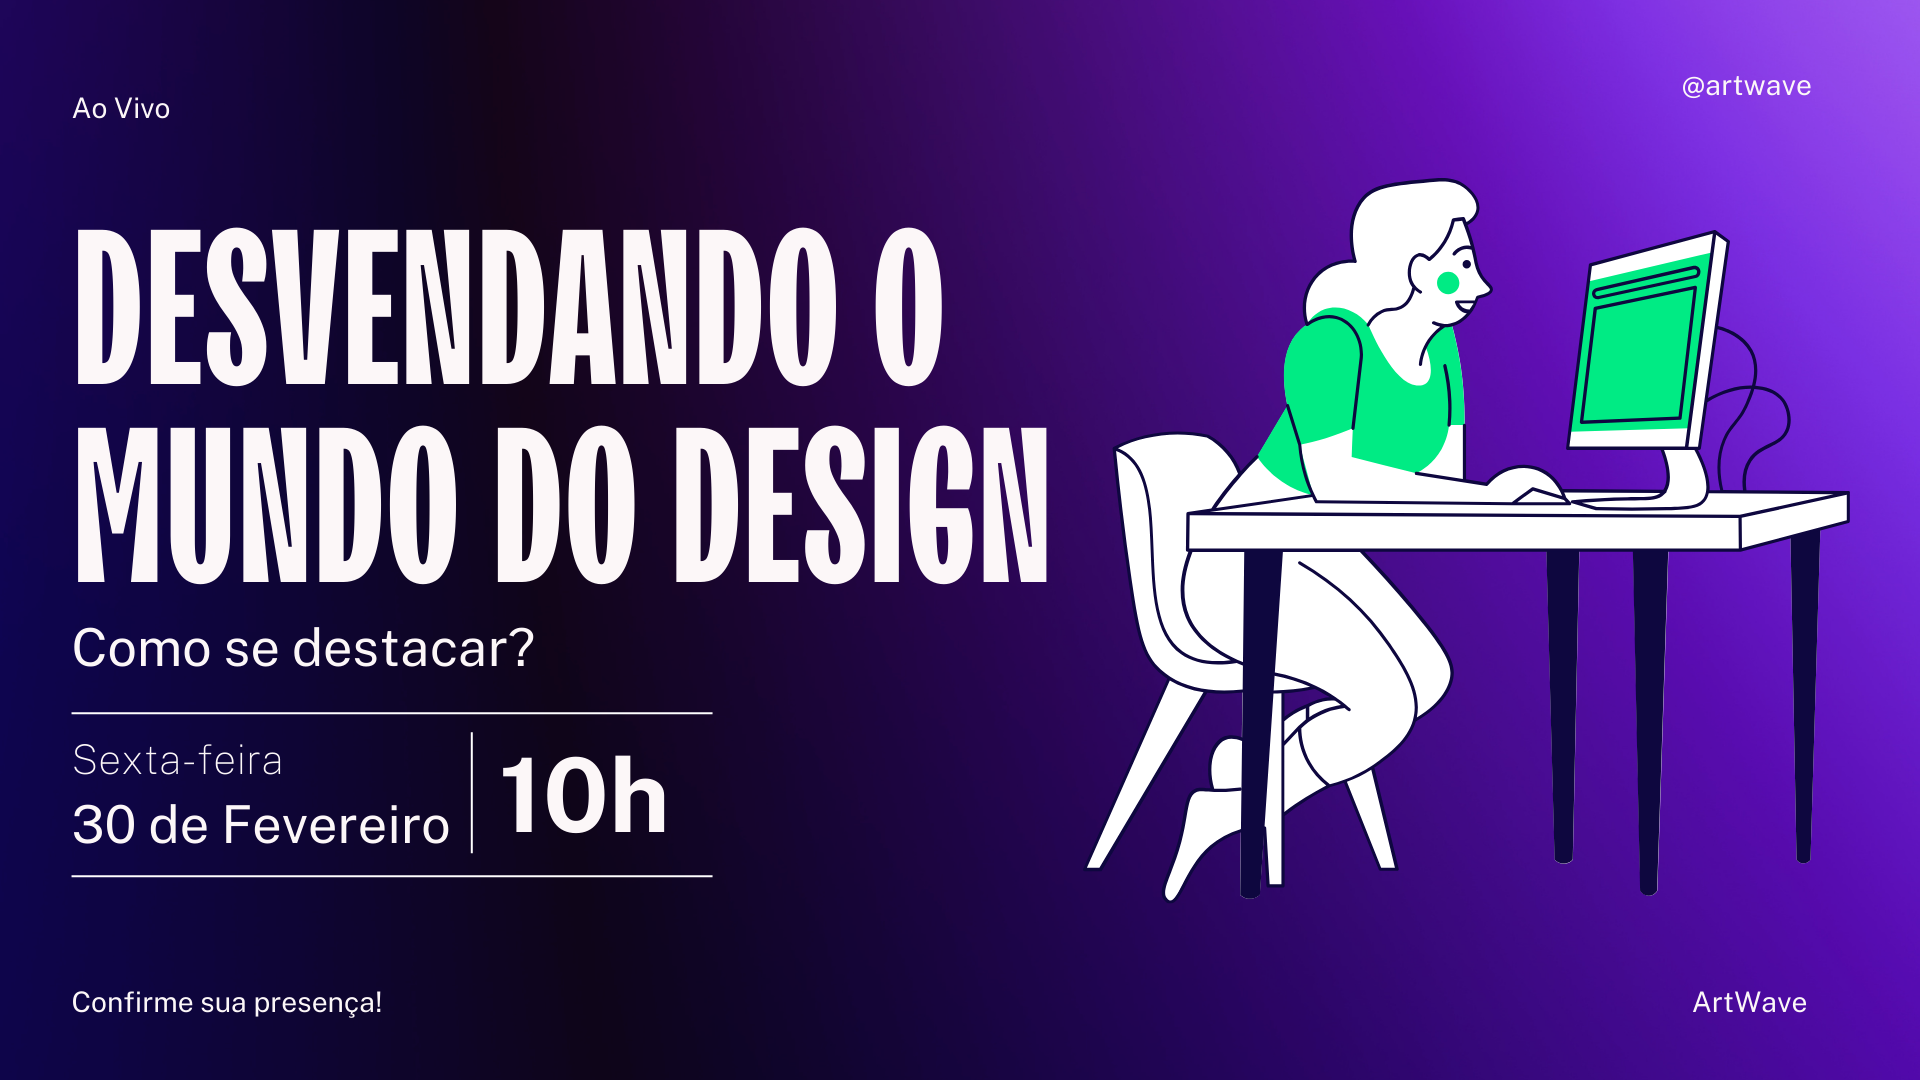 Ao Vivo
@artwave
DESVENDANDO O
MUNDO DO DESIGN
Como se destacar?
Sexta-feira
30 de Fevereiro
10h
Confirme sua presença!
ArtWave